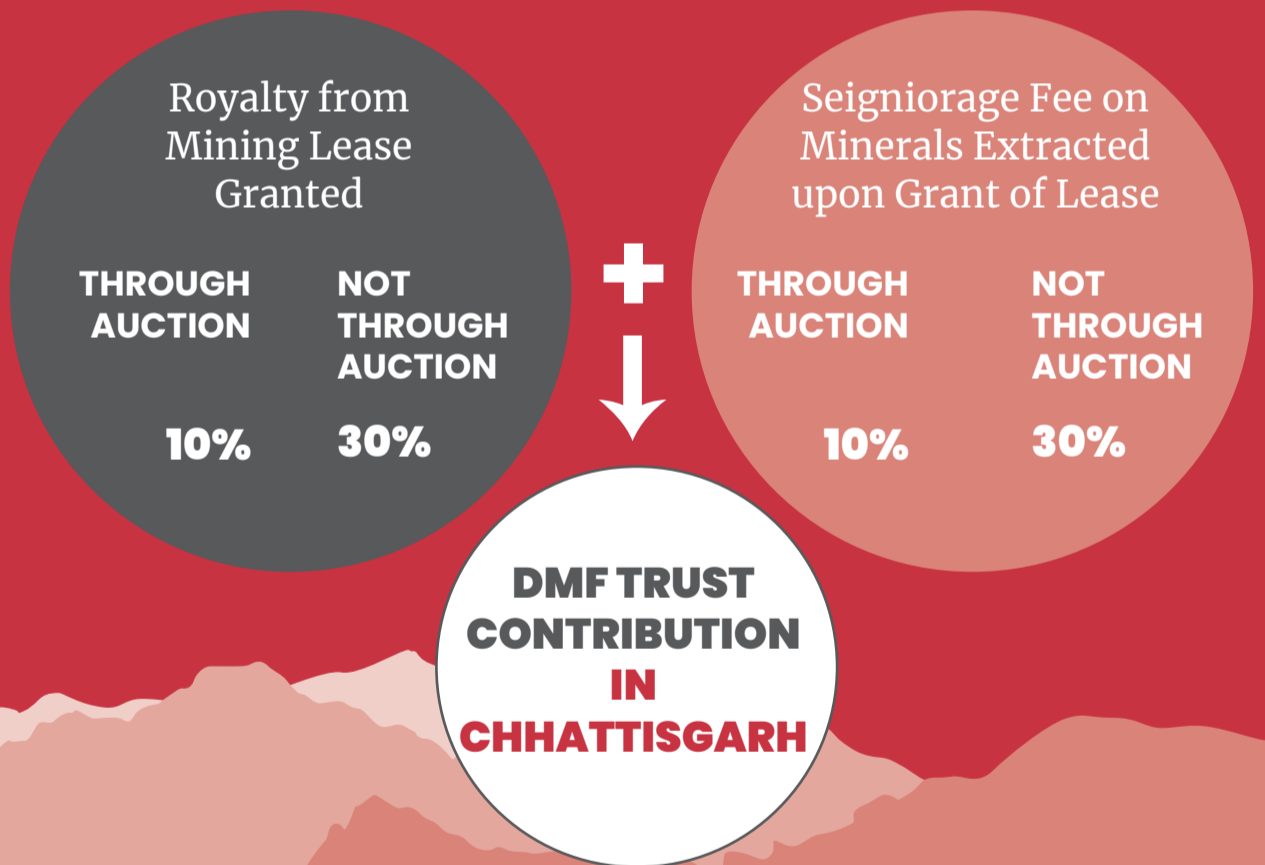 Royalty from
Mining Lease
Granted
THROUGH
AUCTION
10%
NOT
THROUGH
AUCTION
30%
+
Seigniorage Fee on
Minerals Extracted
upon Grant of Lease
THROUGH
AUCTION
10%
NOT
THROUGH
AUCTION
30%
DMF TRUST
CONTRIBUTION
IN
CHHATTISGARH